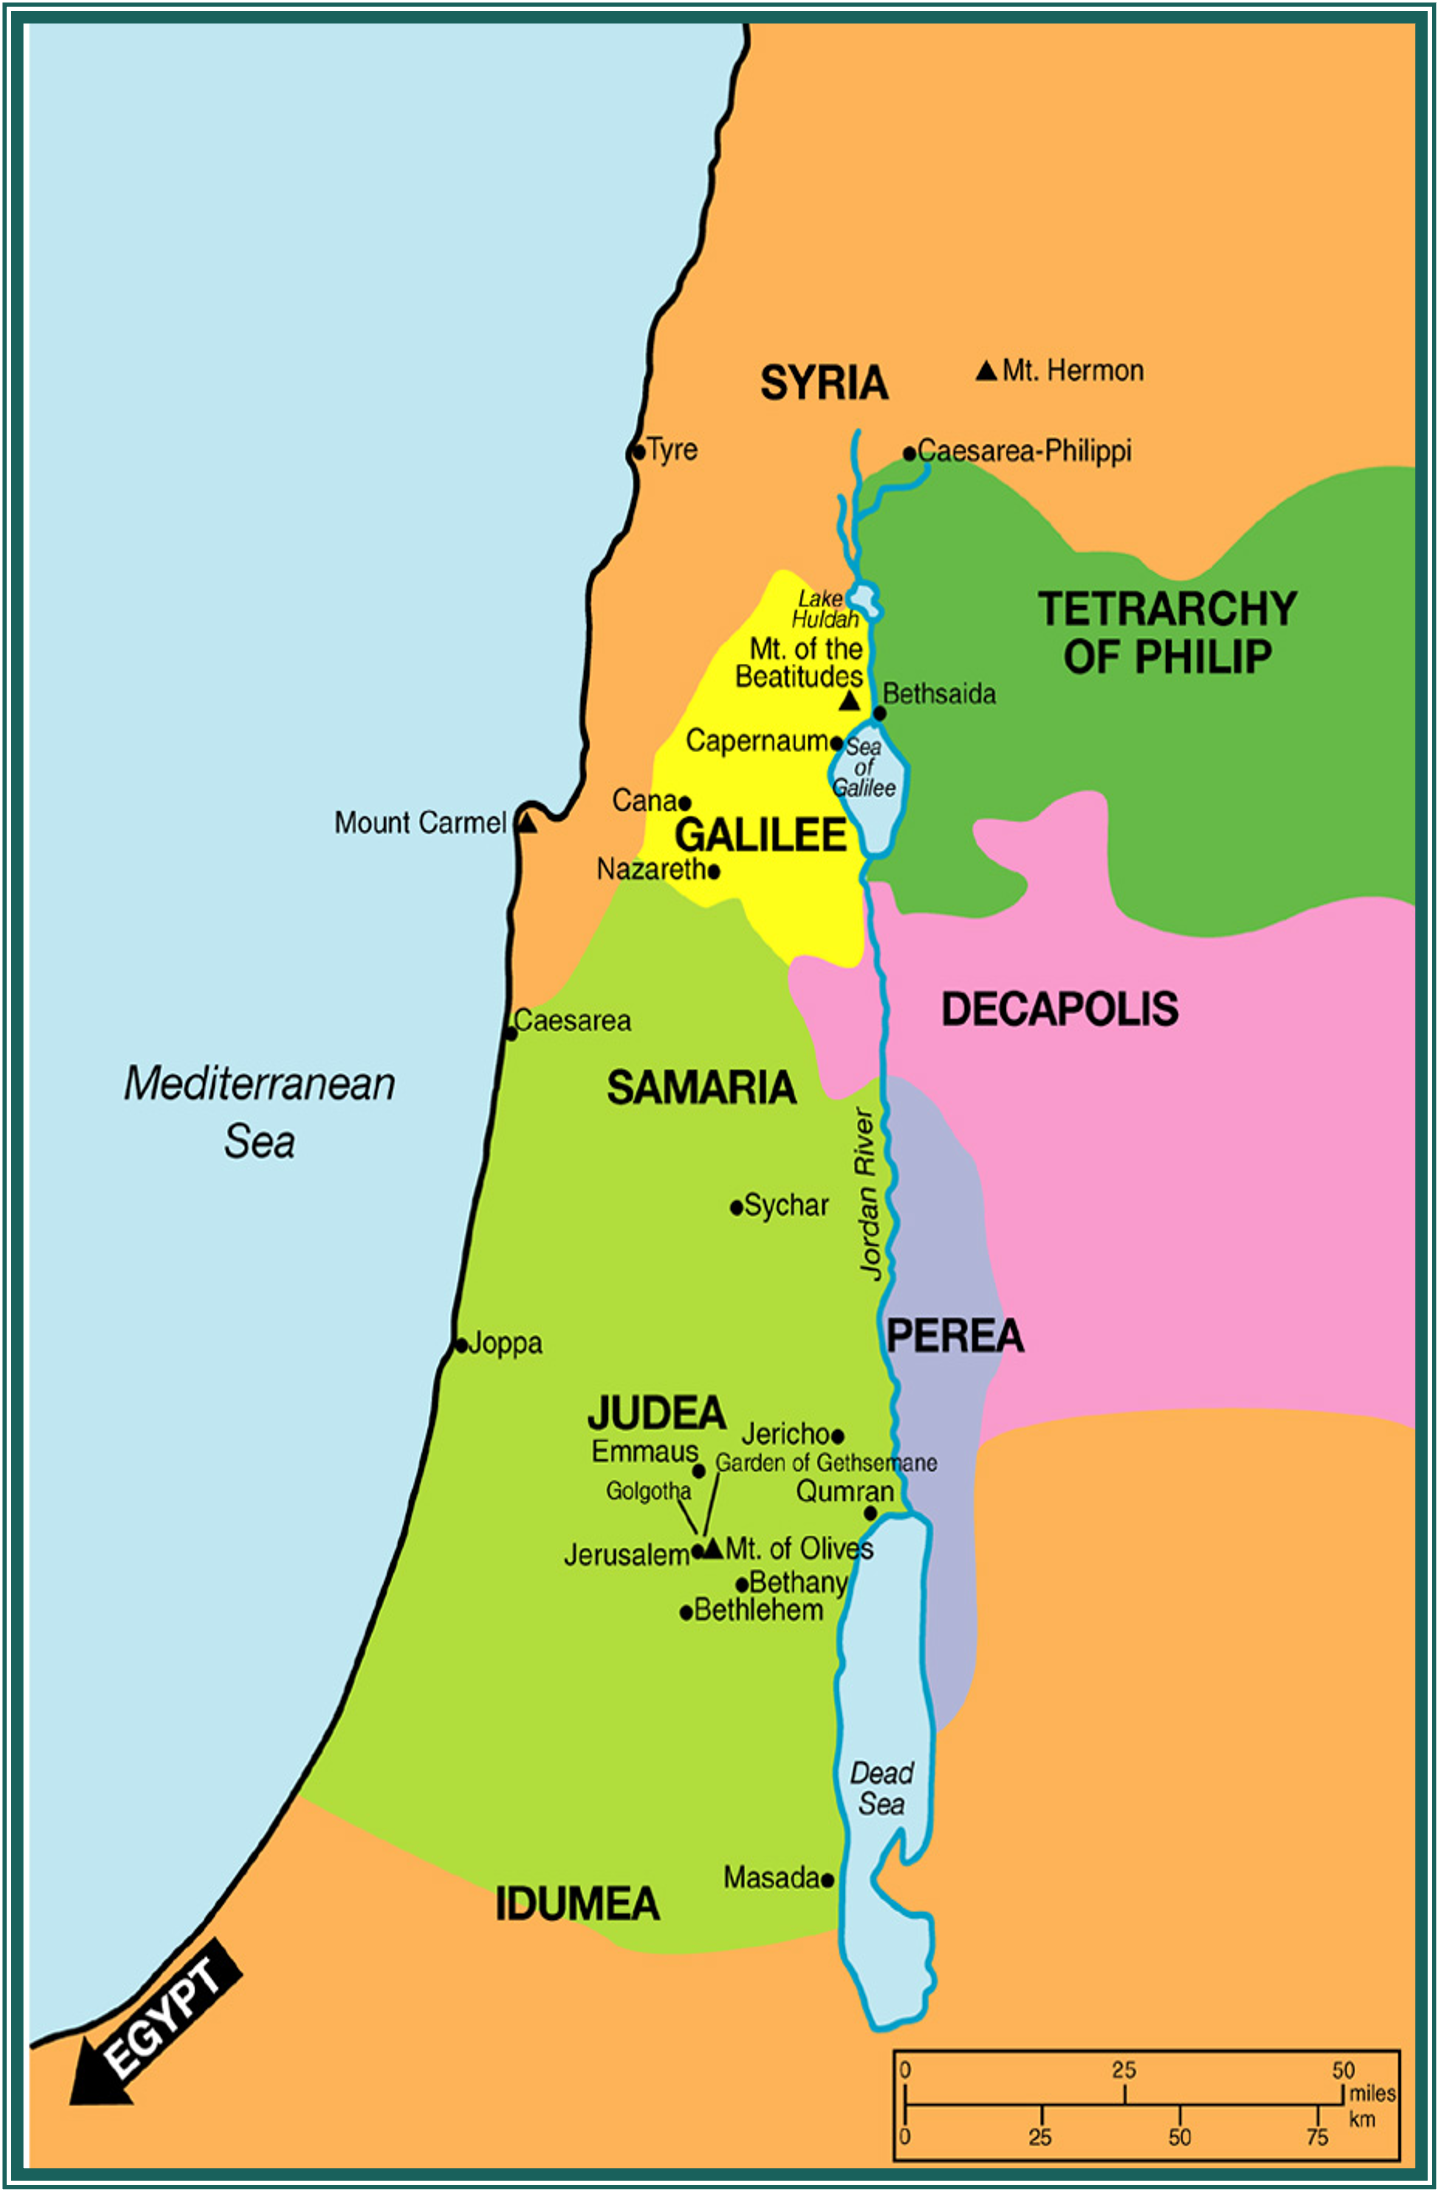 SYRIA
Mt. Hermon
Tyre
Caesarea-Philippi
Lake
Huldah
TETRARCHY
OF PHILIP
Mt. of the
Beatitudes
Bethsaida
Capernaum
Sea
of
Galilee
Cana
Mount Carmel
GALILEE
Nazareth
DECAPOLIS
Caesarea
Mediterranean
Sea
SAMARIA
Jordan River
Sychar
PEREA
Joppa
JUDEA
Jericho
Emmaus
Garden of Gethsemane
Golgotha
Qumran
Jerusalem
Mt. of Olives
Bethany
Bethlehem
Dead
Sea
Masada
IDUMEA
EGYPT
0 25 50
miles
km
0 25 50 75